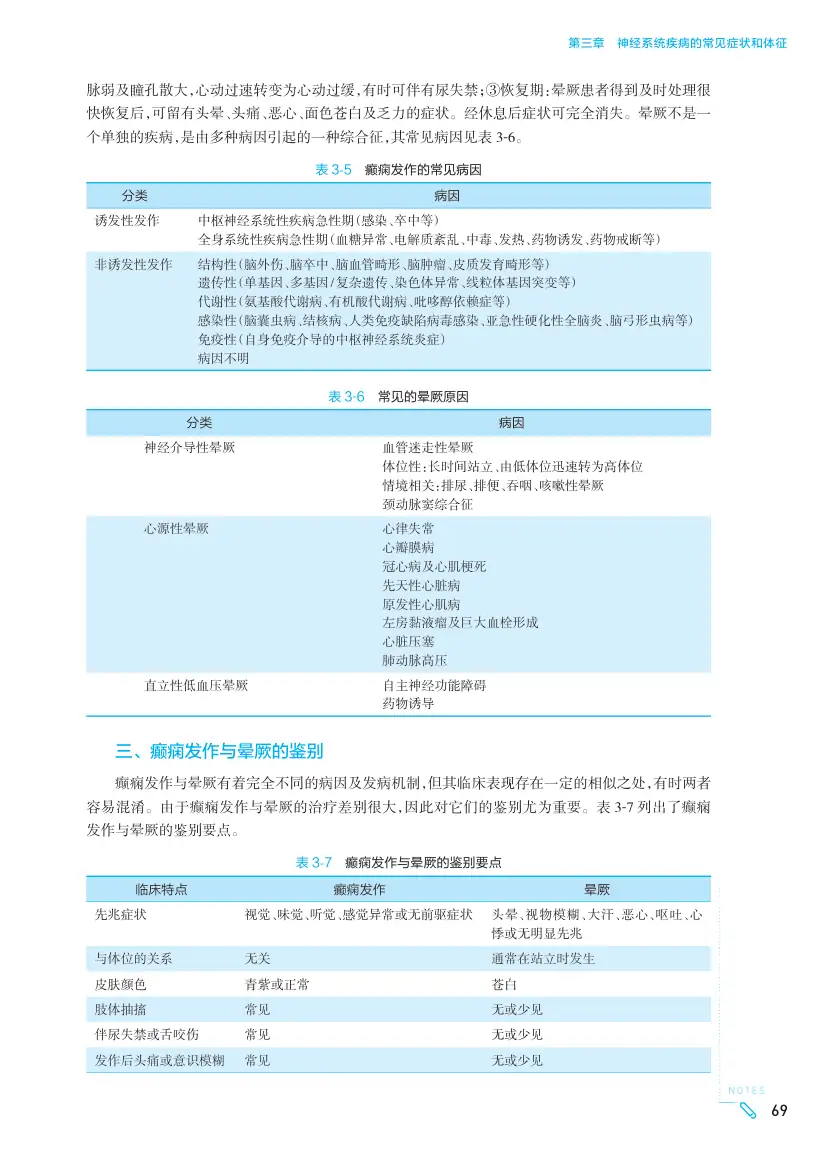 第三章 神经系统疾病的常见症状和体征
脉弱及瞳孔散大,心动过速转变为心动过缓,有时可伴有尿失禁;③恢复期:晕厥患者得到及时处理很
快恢复后,可留有头晕、头痛、恶心、面色苍白及乏力的症状。经休息后症状可完全消失。晕厥不是一
个单独的疾病,是由多种病因引起的一种综合征,其常见病因见表 3-6。
表 3-5 癫痫发作的常见病因
分类 病因
诱发性发作 中枢神经系统性疾病急性期(感染、卒中等)
全身系统性疾病急性期(血糖异常、电解质紊乱、中毒、发热、药物诱发、药物戒断等)
非诱发性发作 结构性(脑外伤、脑卒中、脑血管畸形、脑肿瘤、皮质发育畸形等)
遗传性(单基因、多基因/复杂遗传、染色体异常、线粒体基因突变等)
代谢性(氨基酸代谢病、有机酸代谢病、吡哆醇依赖症等)
感染性(脑囊虫病、结核病、人类免疫缺陷病毒感染、亚急性硬化性全脑炎、脑弓形虫病等)
免疫性(自身免疫介导的中枢神经系统炎症)
病因不明
表 3-6 常见的晕厥原因
分类 病因
神经介导性晕厥 血管迷走性晕厥
体位性:长时间站立、由低体位迅速转为高体位
情境相关:排尿、排便、吞咽、咳嗽性晕厥
颈动脉窦综合征
心源性晕厥 心律失常
心瓣膜病
冠心病及心肌梗死
先天性心脏病
原发性心肌病
左房黏液瘤及巨大血栓形成
心脏压塞
肺动脉高压
直立性低血压晕厥 自主神经功能障碍
药物诱导
三、癫痫发作与晕厥的鉴别
癫痫发作与晕厥有着完全不同的病因及发病机制,但其临床表现存在一定的相似之处,有时两者
容易混淆。由于癫痫发作与晕厥的治疗差别很大,因此对它们的鉴别尤为重要。表 3-7 列出了癫痫
发作与晕厥的鉴别要点。
表 3-7 癫痫发作与晕厥的鉴别要点
临床特点 癫痫发作 晕厥
先兆症状 视觉、味觉、听觉、感觉异常或无前驱症状 头晕、视物模糊、大汗、恶心、呕吐、心
悸或无明显先兆
与体位的关系 无关 通常在站立时发生
皮肤颜色 青紫或正常 苍白
肢体抽搐 常见 无或少见
伴尿失禁或舌咬伤 常见 无或少见
发作后头痛或意识模糊 常见 无或少见
NOTES
69